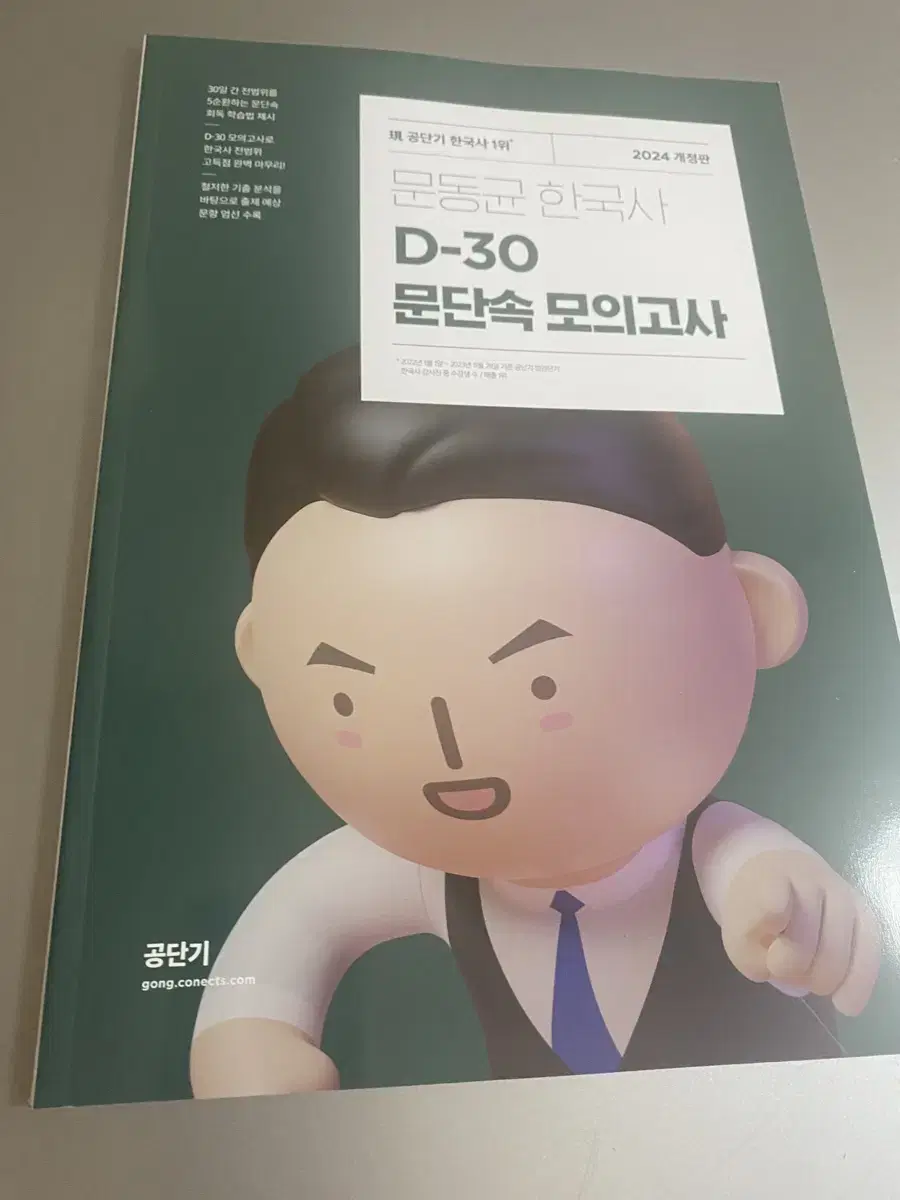 30일 간 전범위를
5순환하는 문단속
회독 학습법 제시
D-30 모의고사로
한국사 전범위
고득점 완벽 마무리!
철저한 기출 분석을
바탕으로 출제 예상
문항 엄선 수록
現 공단기 한국사 1위*
2024 개정판
문동균 한국사
D-30
문단속 모의고사
공단기
gong.conects.com